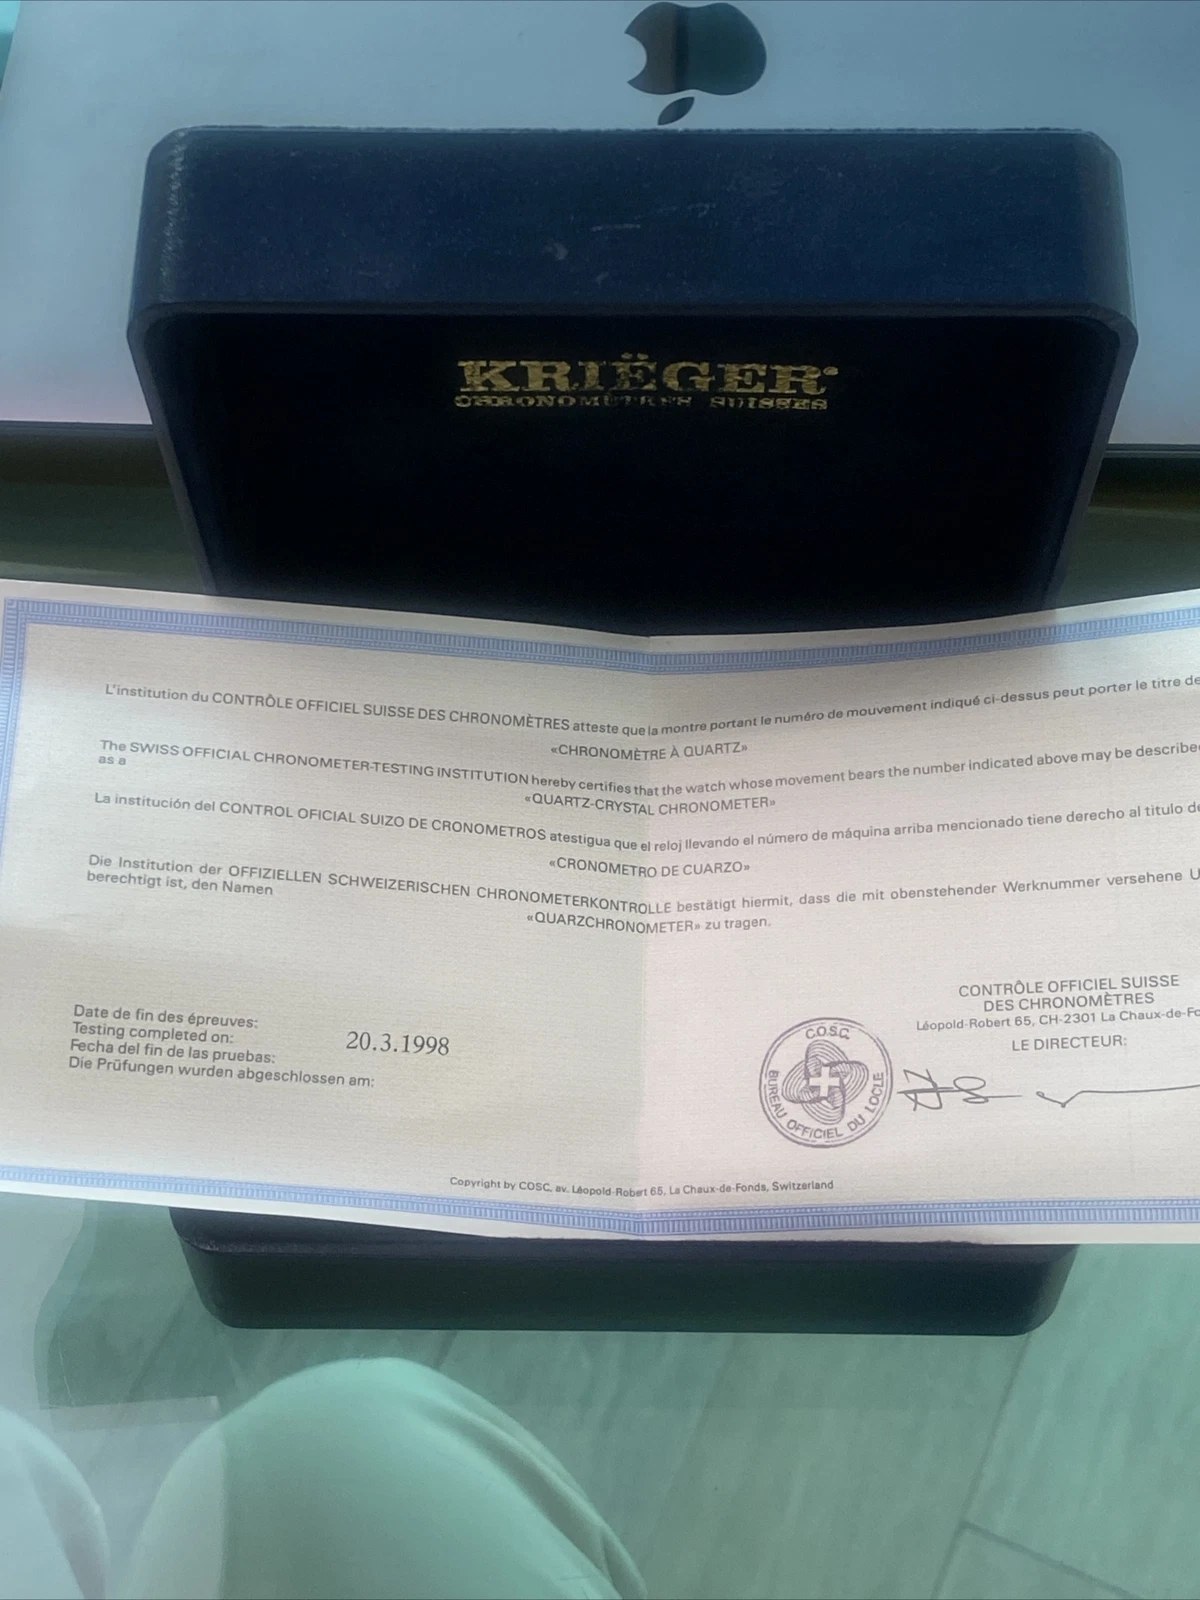 KRIËGER
CHRONOMÈTRES SUISSES
L'institution du CONTRÔLE OFFICIEL SUISSE DES CHRONOMÈTRES atteste que la montre portant le numéro de mouvement indiqué ci-dessus peut porter le titre de
«CHRONOMÈTRE À QUARTZ»
The SWISS OFFICIAL CHRONOMETER-TESTING INSTITUTION hereby certifies that the watch whose movement bears the number indicated above may be described
as a
«QUARTZ-CRYSTAL CHRONOMETER»
La institución del CONTROL OFICIAL SUIZO DE CRONOMETROS atestigua que el reloj llevando el número de máquina arriba mencionado tiene derecho al titulo de
«CRONOMETRO DE CUARZO»
Die Institution der OFFIZIELLEN SCHWEIZERISCHEN CHRONOMETERKONTROLLE bestätigt hiermit, dass die mit obenstehender Werknummer versehene
berechtigt ist, den Namen
«QUARZCHRONOMETER» zu tragen.
Date de fin des épreuves:
Testing completed on:
Fecha del fin de las pruebas:
Die Prüfungen wurden abgeschlossen am:
20.3.1998
CONTRÔLE OFFICIEL SUISSE
DES CHRONOMÈTRES
Léopold-Robert 65, CH-2301 La Chaux-de-Fo
LE DIRECTEUR:
C.O.S.C.
BUREAU OFFICIEL DU LOCLE
Copyright by COSC, av. Léopold-Robert 65, La Chaux-de-Fonds, Switzerland